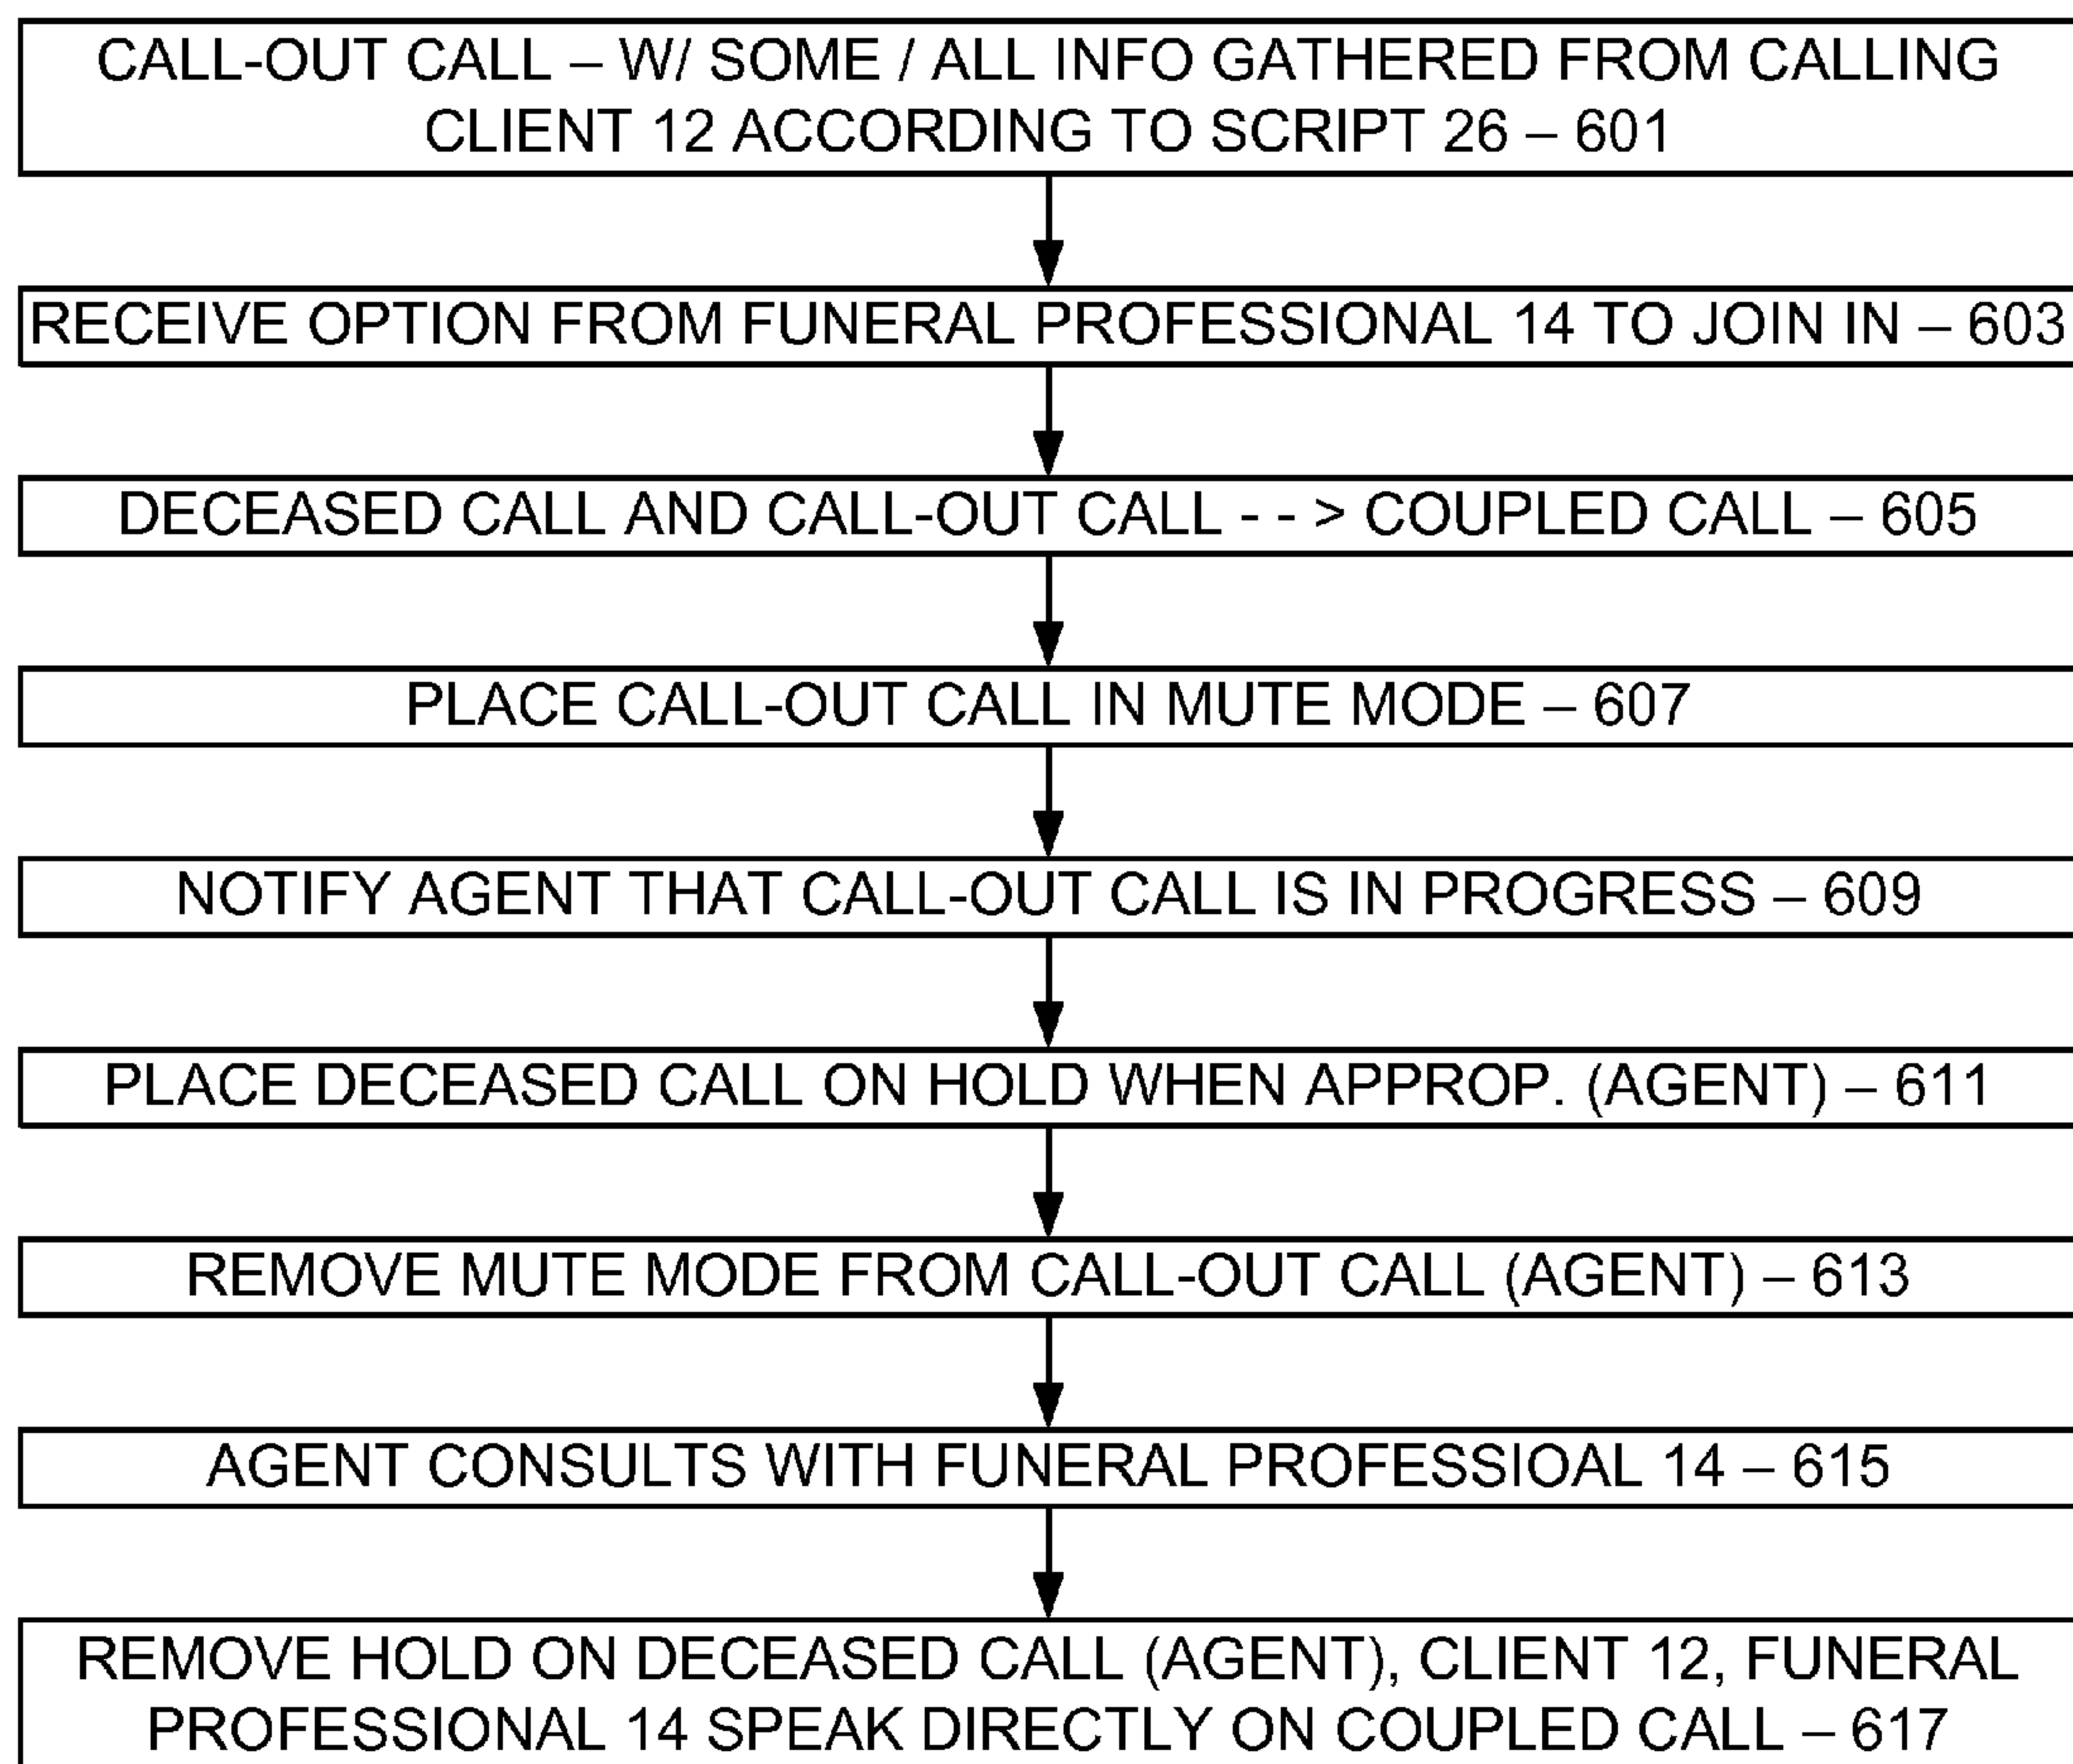 CALL-OUT CALL – W/ SOME / ALL INFO GATHERED FROM CALLING
CLIENT 12 ACCORDING TO SCRIPT 26 – 601
RECEIVE OPTION FROM FUNERAL PROFESSIONAL 14 TO JOIN IN – 603
DECEASED CALL AND CALL-OUT CALL - - > COUPLED CALL – 605
PLACE CALL-OUT CALL IN MUTE MODE – 607
NOTIFY AGENT THAT CALL-OUT CALL IS IN PROGRESS – 609
PLACE DECEASED CALL ON HOLD WHEN APPROP. (AGENT) – 611
REMOVE MUTE MODE FROM CALL-OUT CALL (AGENT) – 613
AGENT CONSULTS WITH FUNERAL PROFESSIOAL 14 – 615
REMOVE HOLD ON DECEASED CALL (AGENT), CLIENT 12, FUNERAL
PROFESSIONAL 14 SPEAK DIRECTLY ON COUPLED CALL – 617